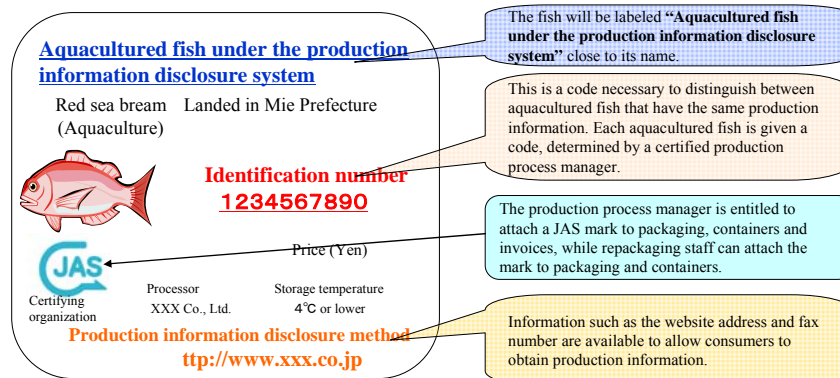 Aquacultured fish under the production
information disclosure system
Red sea bream Landed in Mie Prefecture
(Aquaculture)
Identification number
1234567890
JAS
Price (Yen)
Certifying
organization
Processor
XXX Co., Ltd.
Storage temperature
4℃ or lower
Production information disclosure method
ttp://www.xxx.co.jp
The fish will be labeled “Aquacultured fish
under the production information disclosure
system” close to its name.
This is a code necessary to distinguish between
aquacultured fish that have the same production
information. Each aquacultured fish is given a
code, determined by a certified production
process manager.
The production process manager is entitled to
attach a JAS mark to packaging, containers and
invoices, while repackaging staff can attach the
mark to packaging and containers.
Information such as the website address and fax
number are available to allow consumers to
obtain production information.